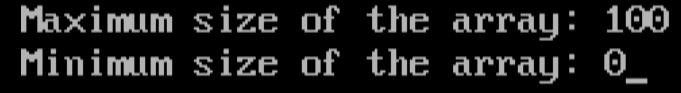 Maximum size of the array: 100
Minimum size of the array: 0_